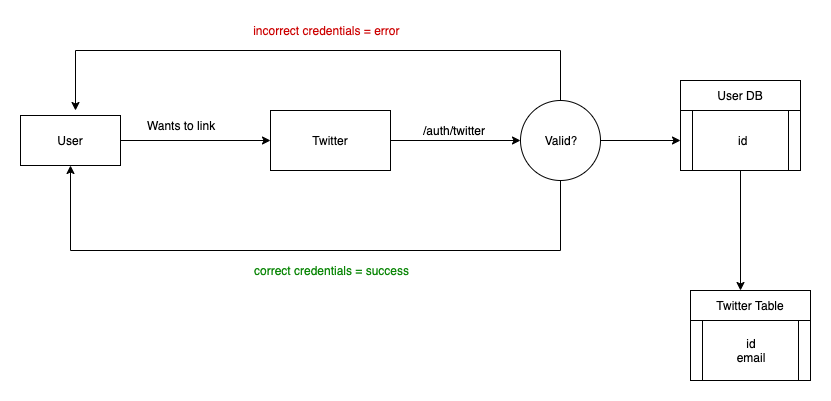 incorrect credentials = error
User
Wants to link
Twitter
/auth/twitter
Valid?
User DB
id
correct credentials = success
Twitter Table
id
email